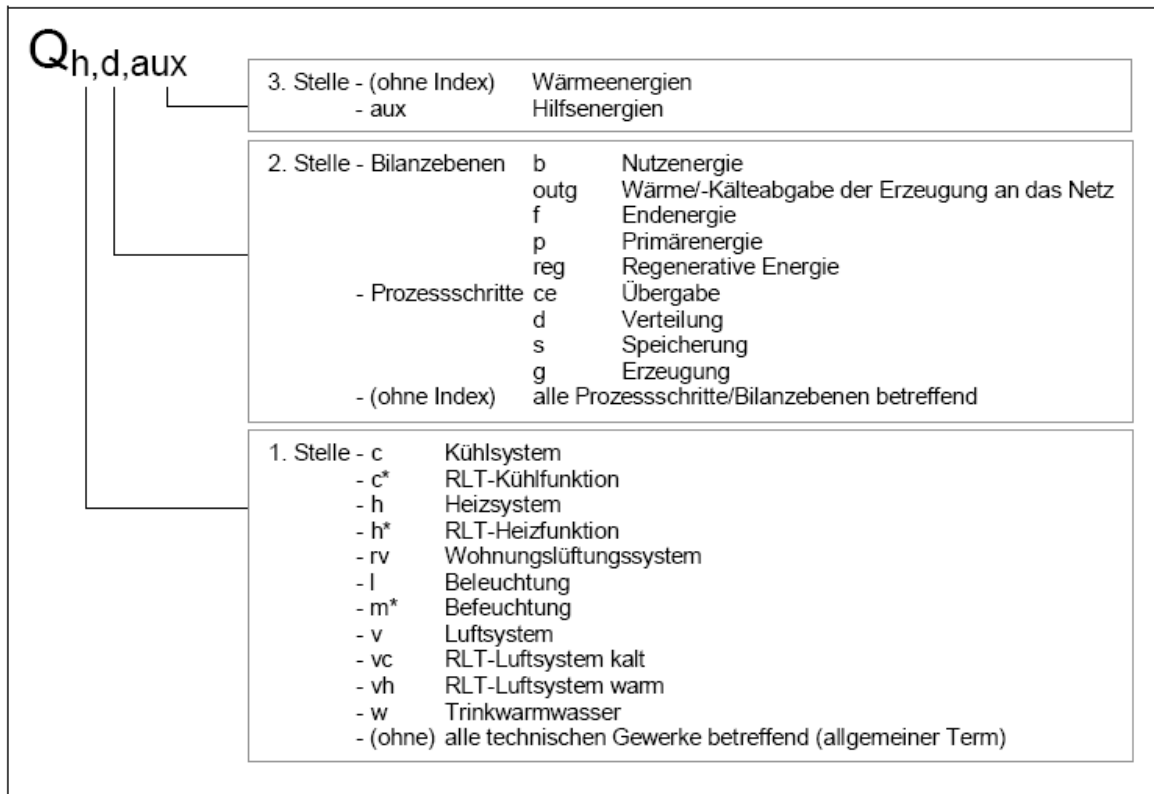 Qh,d,aux
3. Stelle - (ohne Index) Wärmeenergien
- aux Hilfsenergien
2. Stelle - Bilanzebenen b Nutzenergie
outg Wärme/-Kälteabgabe der Erzeugung an das Netz
f Endenergie
p Primärenergie
reg Regenerative Energie
- Prozessschritte ce Übergabe
d Verteilung
s Speicherung
g Erzeugung
- (ohne Index) alle Prozessschritte/Bilanzebenen betreffend
1. Stelle - c Kühlsystem
- c* RLT-Kühlfunktion
- h Heizsystem
- h* RLT-Heizfunktion
- rv Wohnungslüftungssystem
- l Beleuchtung
- m* Befeuchtung
- v Luftsystem
- vc RLT-Luftsystem kalt
- vh RLT-Luftsystem warm
- w Trinkwarmwasser
- (ohne) alle technischen Gewerke betreffend (allgemeiner Term)